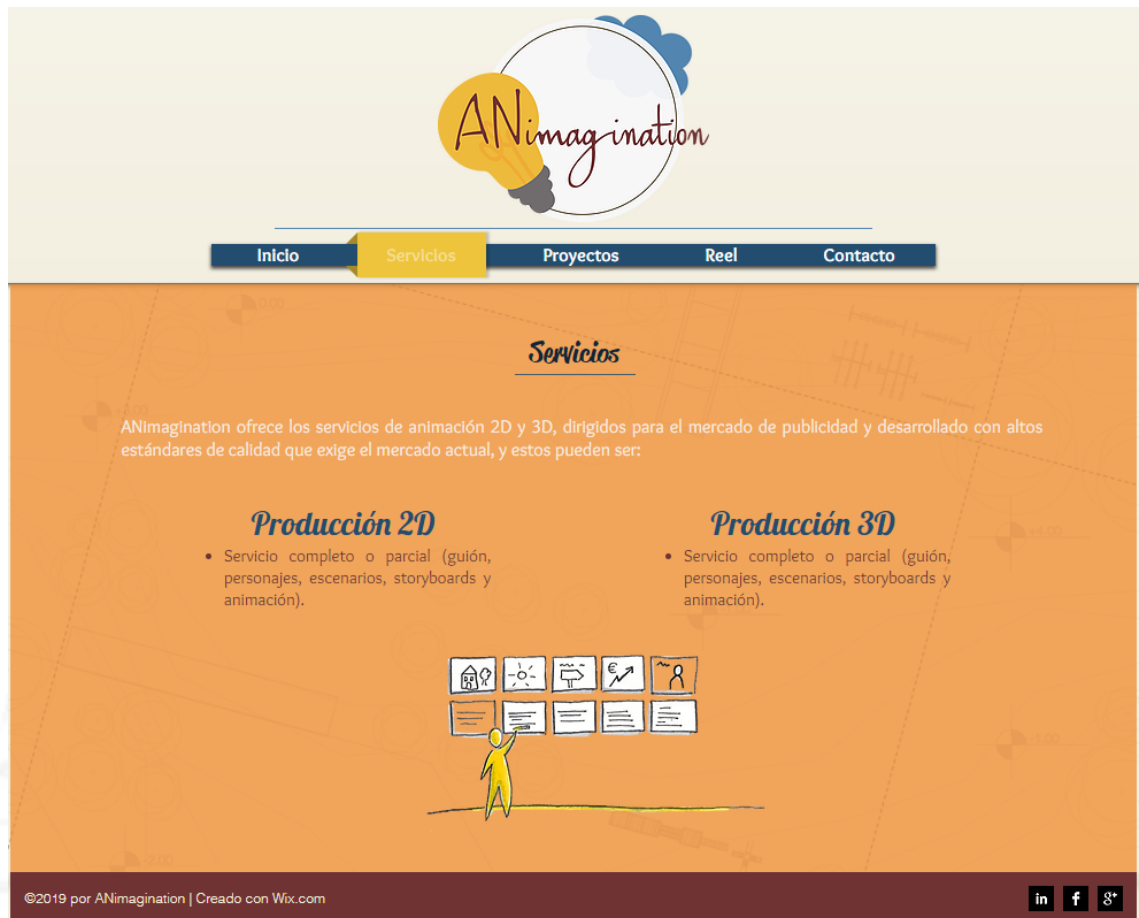 ANimagination
Inicio Servicios Proyectos Reel Contacto
Servicios
ANimagination ofrece los servicios de animación 2D y 3D, dirigidos para el mercado de publicidad y desarrollado con altos
estándares de calidad que exige el mercado actual, y estos pueden ser:
Producción 2D
• Servicio completo o parcial (guión,
personajes, escenarios, storyboards y
animación).
Producción 3D
• Servicio completo o parcial (guión,
personajes, escenarios, storyboards y
animación).
€
©2019 por ANimagination | Creado con Wix.com
in f g+